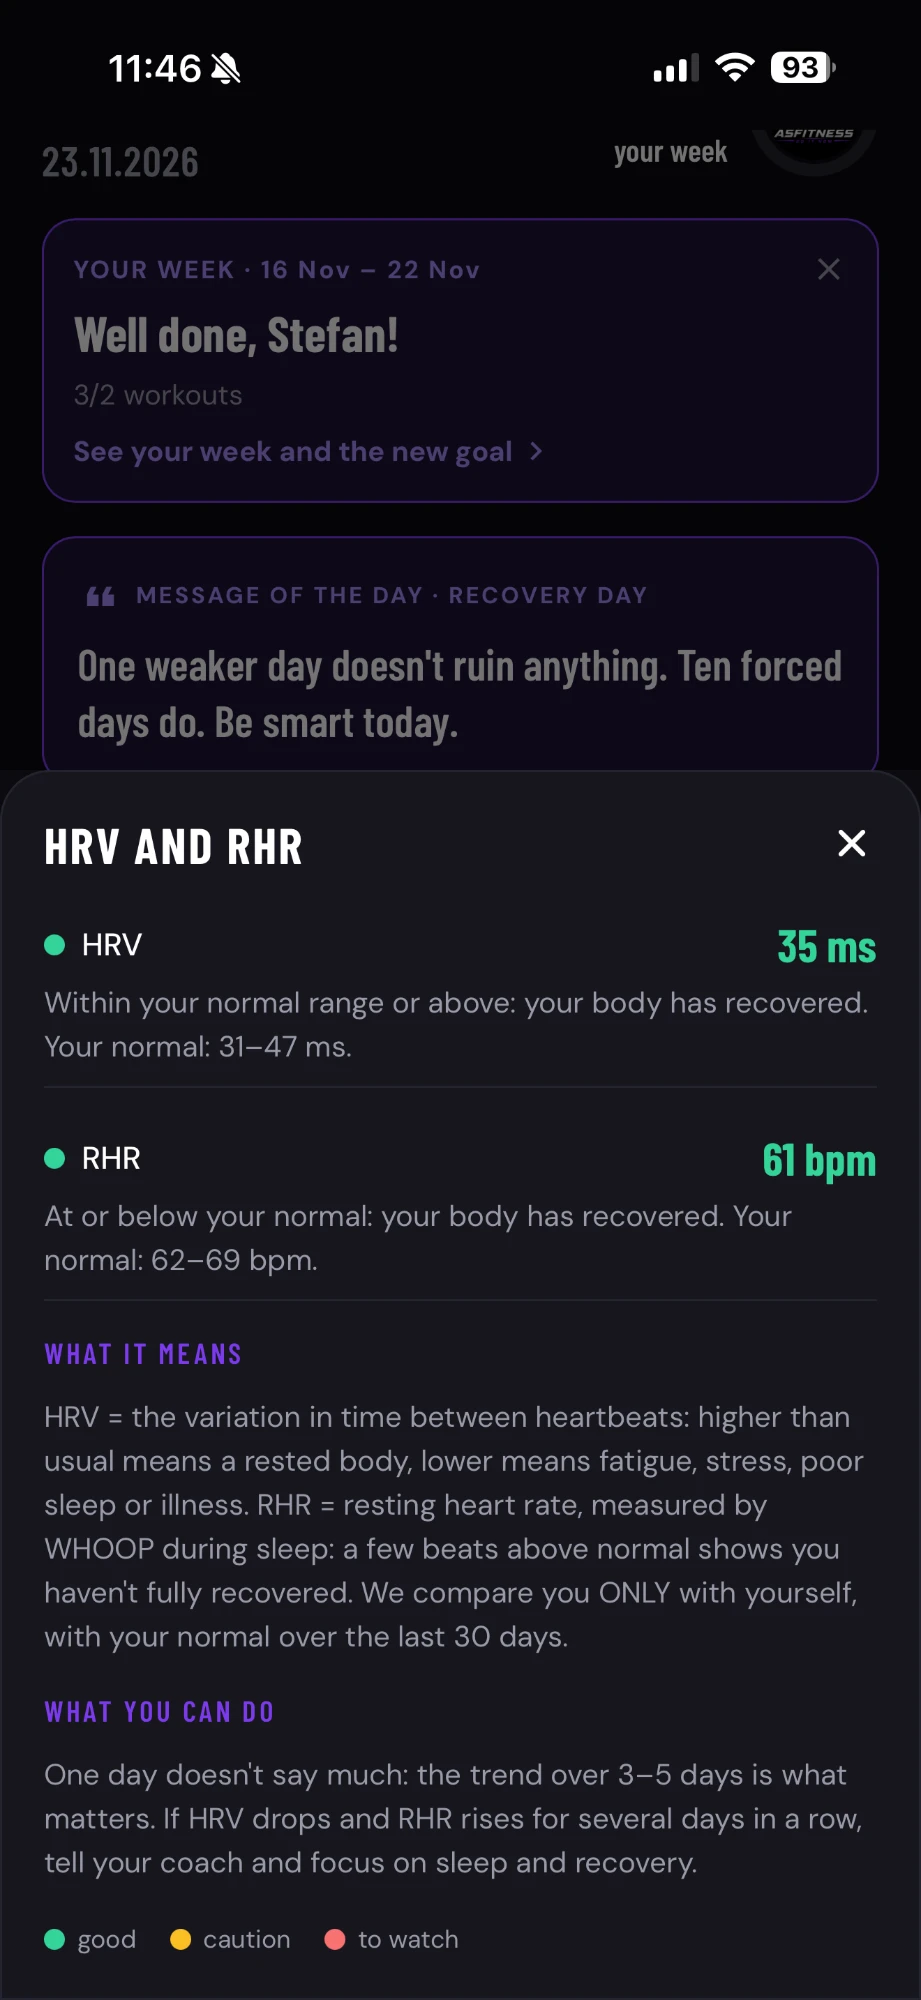 11:46
93
ASFITNESS
23.11.2026
your week
YOUR WEEK · 16 Nov – 22 Nov
Well done, Stefan!
3/2 workouts
See your week and the new goal
MESSAGE OF THE DAY · RECOVERY DAY
One weaker day doesn't ruin anything. Ten forced
days do. Be smart today.
HRV AND RHR
HRV
35 ms
Within your normal range or above: your body has recovered.
Your normal: 31–47 ms.
RHR
61 bpm
At or below your normal: your body has recovered. Your
normal: 62–69 bpm.
WHAT IT MEANS
HRV = the variation in time between heartbeats: higher than
usual means a rested body, lower means fatigue, stress, poor
sleep or illness. RHR = resting heart rate, measured by
WHOOP during sleep: a few beats above normal shows you
haven't fully recovered. We compare you ONLY with yourself,
with your normal over the last 30 days.
WHAT YOU CAN DO
One day doesn't say much: the trend over 3–5 days is what
matters. If HRV drops and RHR rises for several days in a row,
tell your coach and focus on sleep and recovery.
good
caution
to watch